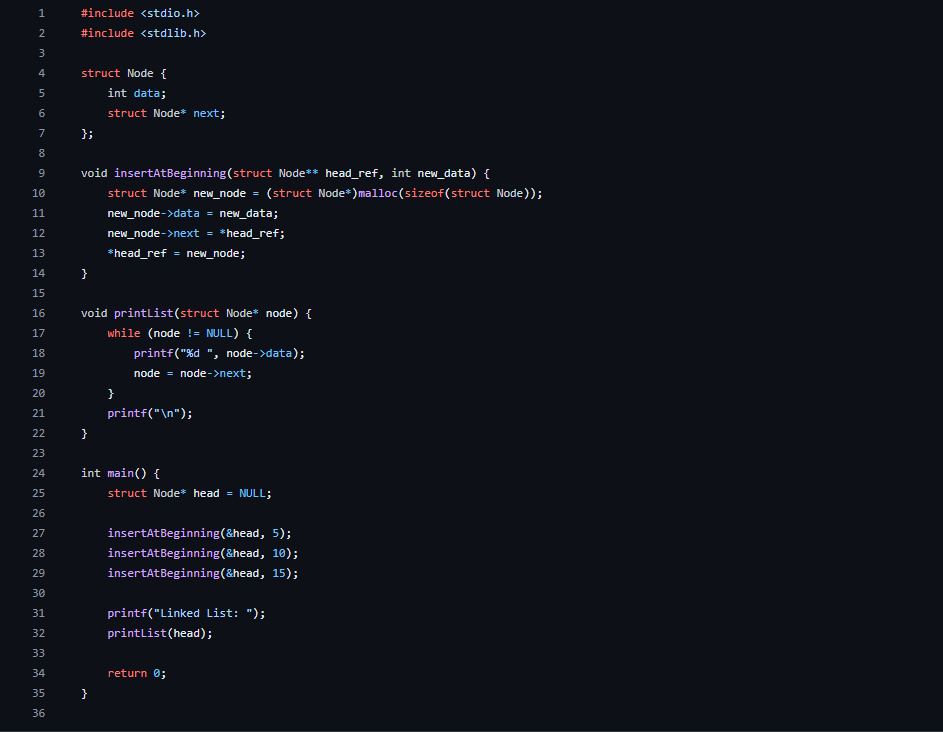 1 #include <stdio.h>
2 #include <stdlib.h>
3
4 struct Node {
5     int data;
6     struct Node* next;
7 };
8
9 void insertAtBeginning(struct Node** head_ref, int new_data) {
10     struct Node* new_node = (struct Node*)malloc(sizeof(struct Node));
11     new_node->data = new_data;
12     new_node->next = *head_ref;
13     *head_ref = new_node;
14 }
15
16 void printList(struct Node* node) {
17     while (node != NULL) {
18         printf("%d ", node->data);
19         node = node->next;
20     }
21     printf("\n");
22 }
23
24 int main() {
25     struct Node* head = NULL;
26
27     insertAtBeginning(&head, 5);
28     insertAtBeginning(&head, 10);
29     insertAtBeginning(&head, 15);
30
31     printf("Linked List: ");
32     printList(head);
33
34     return 0;
35 }
36